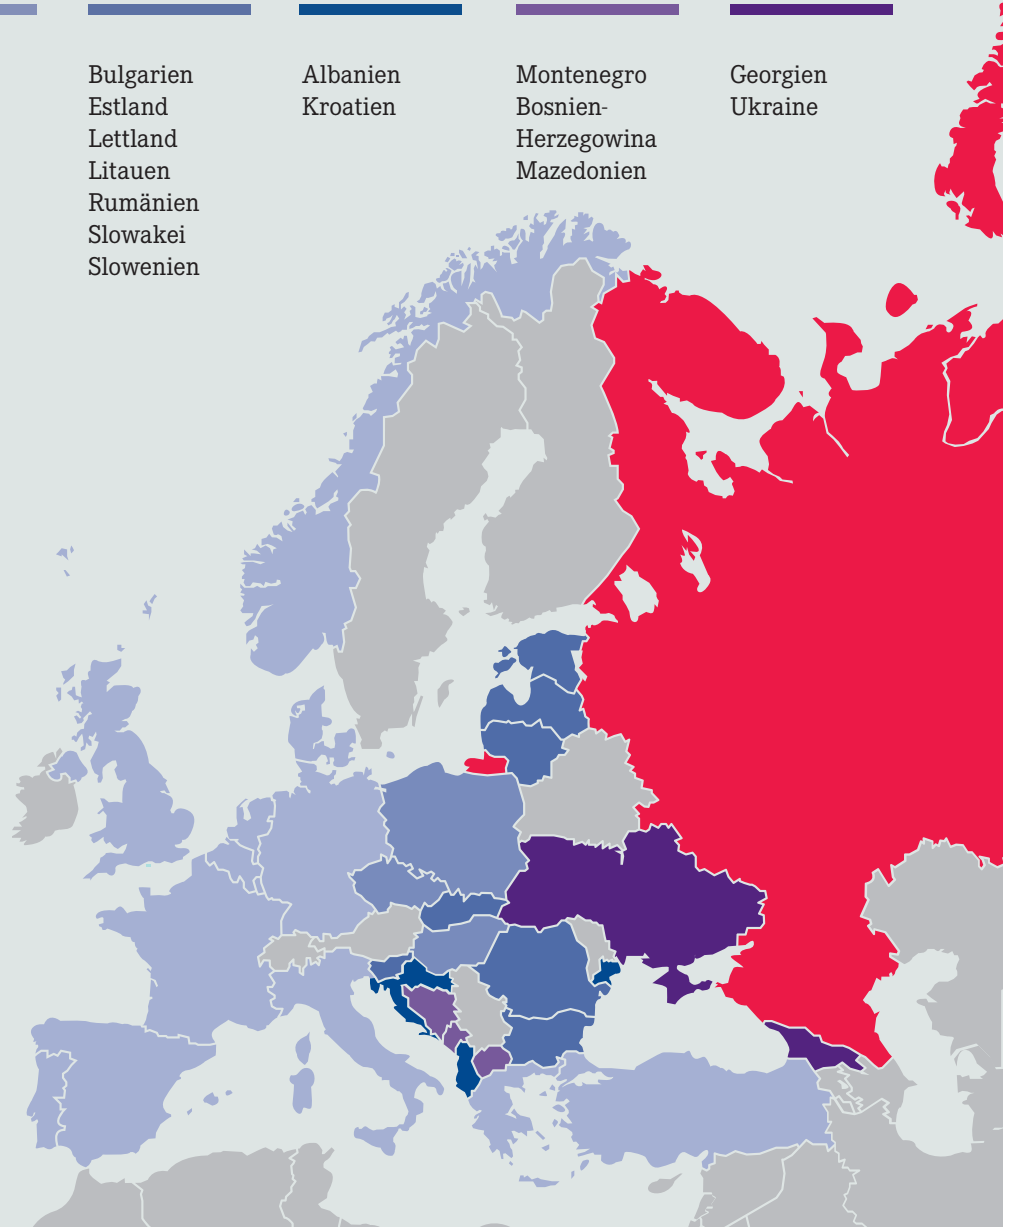 Bulgarien
Estland
Lettland
Litauen
Rumänien
Slowakei
Slowenien
Albanien
Kroatien
Montenegro
Bosnien-
Herzegowina
Mazedonien
Georgien
Ukraine